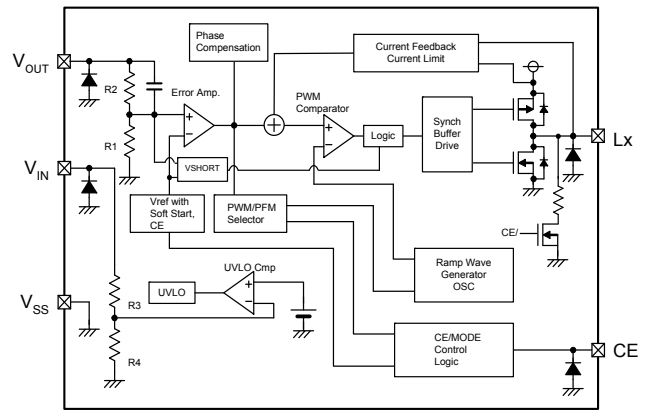 Phase
Compensation
Current Feedback
Current Limit
VOUT
R2
Error Amp.
PWM
Comparator
R1
Logic
Synch
Buffer
Drive
Lx
VSHORT
VIN
Vref with
Soft Start,
CE
PWM/PFM
Selector
CE/
Ramp Wave
Generator
OSC
UVLO Cmp
UVLO
VSS
R3
R4
CE/MODE
Control
Logic
CE